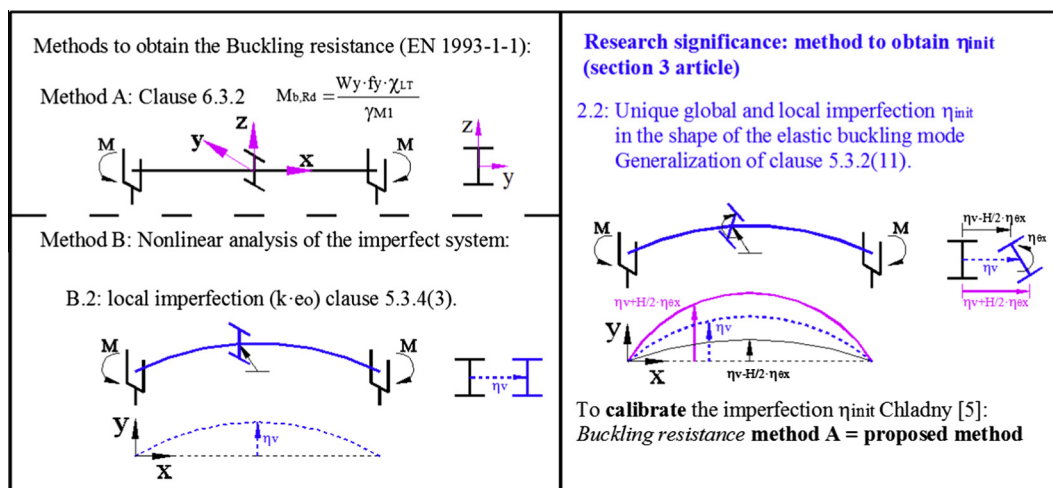 Methods to obtain the Buckling resistance (EN 1993-1-1):
Method A: Clause 6.3.2
Mb,Rd = Wy·fy·χLT
γM1
M
z
y
x
M
z
y
Method B: Nonlinear analysis of the imperfect system:
B.2: local imperfection (k·eo) clause 5.3.4(3).
M
M
ηv
y
ηv
x
Research significance: method to obtain ηinit
(section 3 article)
2.2: Unique global and local imperfection ηinit
in the shape of the elastic buckling mode
Generalization of clause 5.3.2(11).
M
M
ηv-H/2·ηθx
ηθx
ηv
ηv+H/2·ηθx
ηv+H/2·ηθx
y
ηv
x
ηv-H/2·ηθx
To calibrate the imperfection ηinit Chladny [5]:
Buckling resistance method A = proposed method